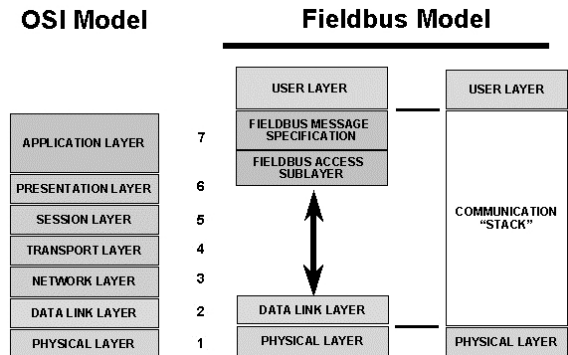 OSI Model
Fieldbus Model
USER LAYER
USER LAYER
APPLICATION LAYER
7
FIELDBUS MESSAGE
SPECIFICATION
FIELDBUS ACCESS
SUBLAYER
PRESENTATION LAYER
6
SESSION LAYER
5
COMMUNICATION
“STACK”
TRANSPORT LAYER
4
NETWORK LAYER
3
DATA LINK LAYER
2
DATA LINK LAYER
PHYSICAL LAYER
1
PHYSICAL LAYER
PHYSICAL LAYER